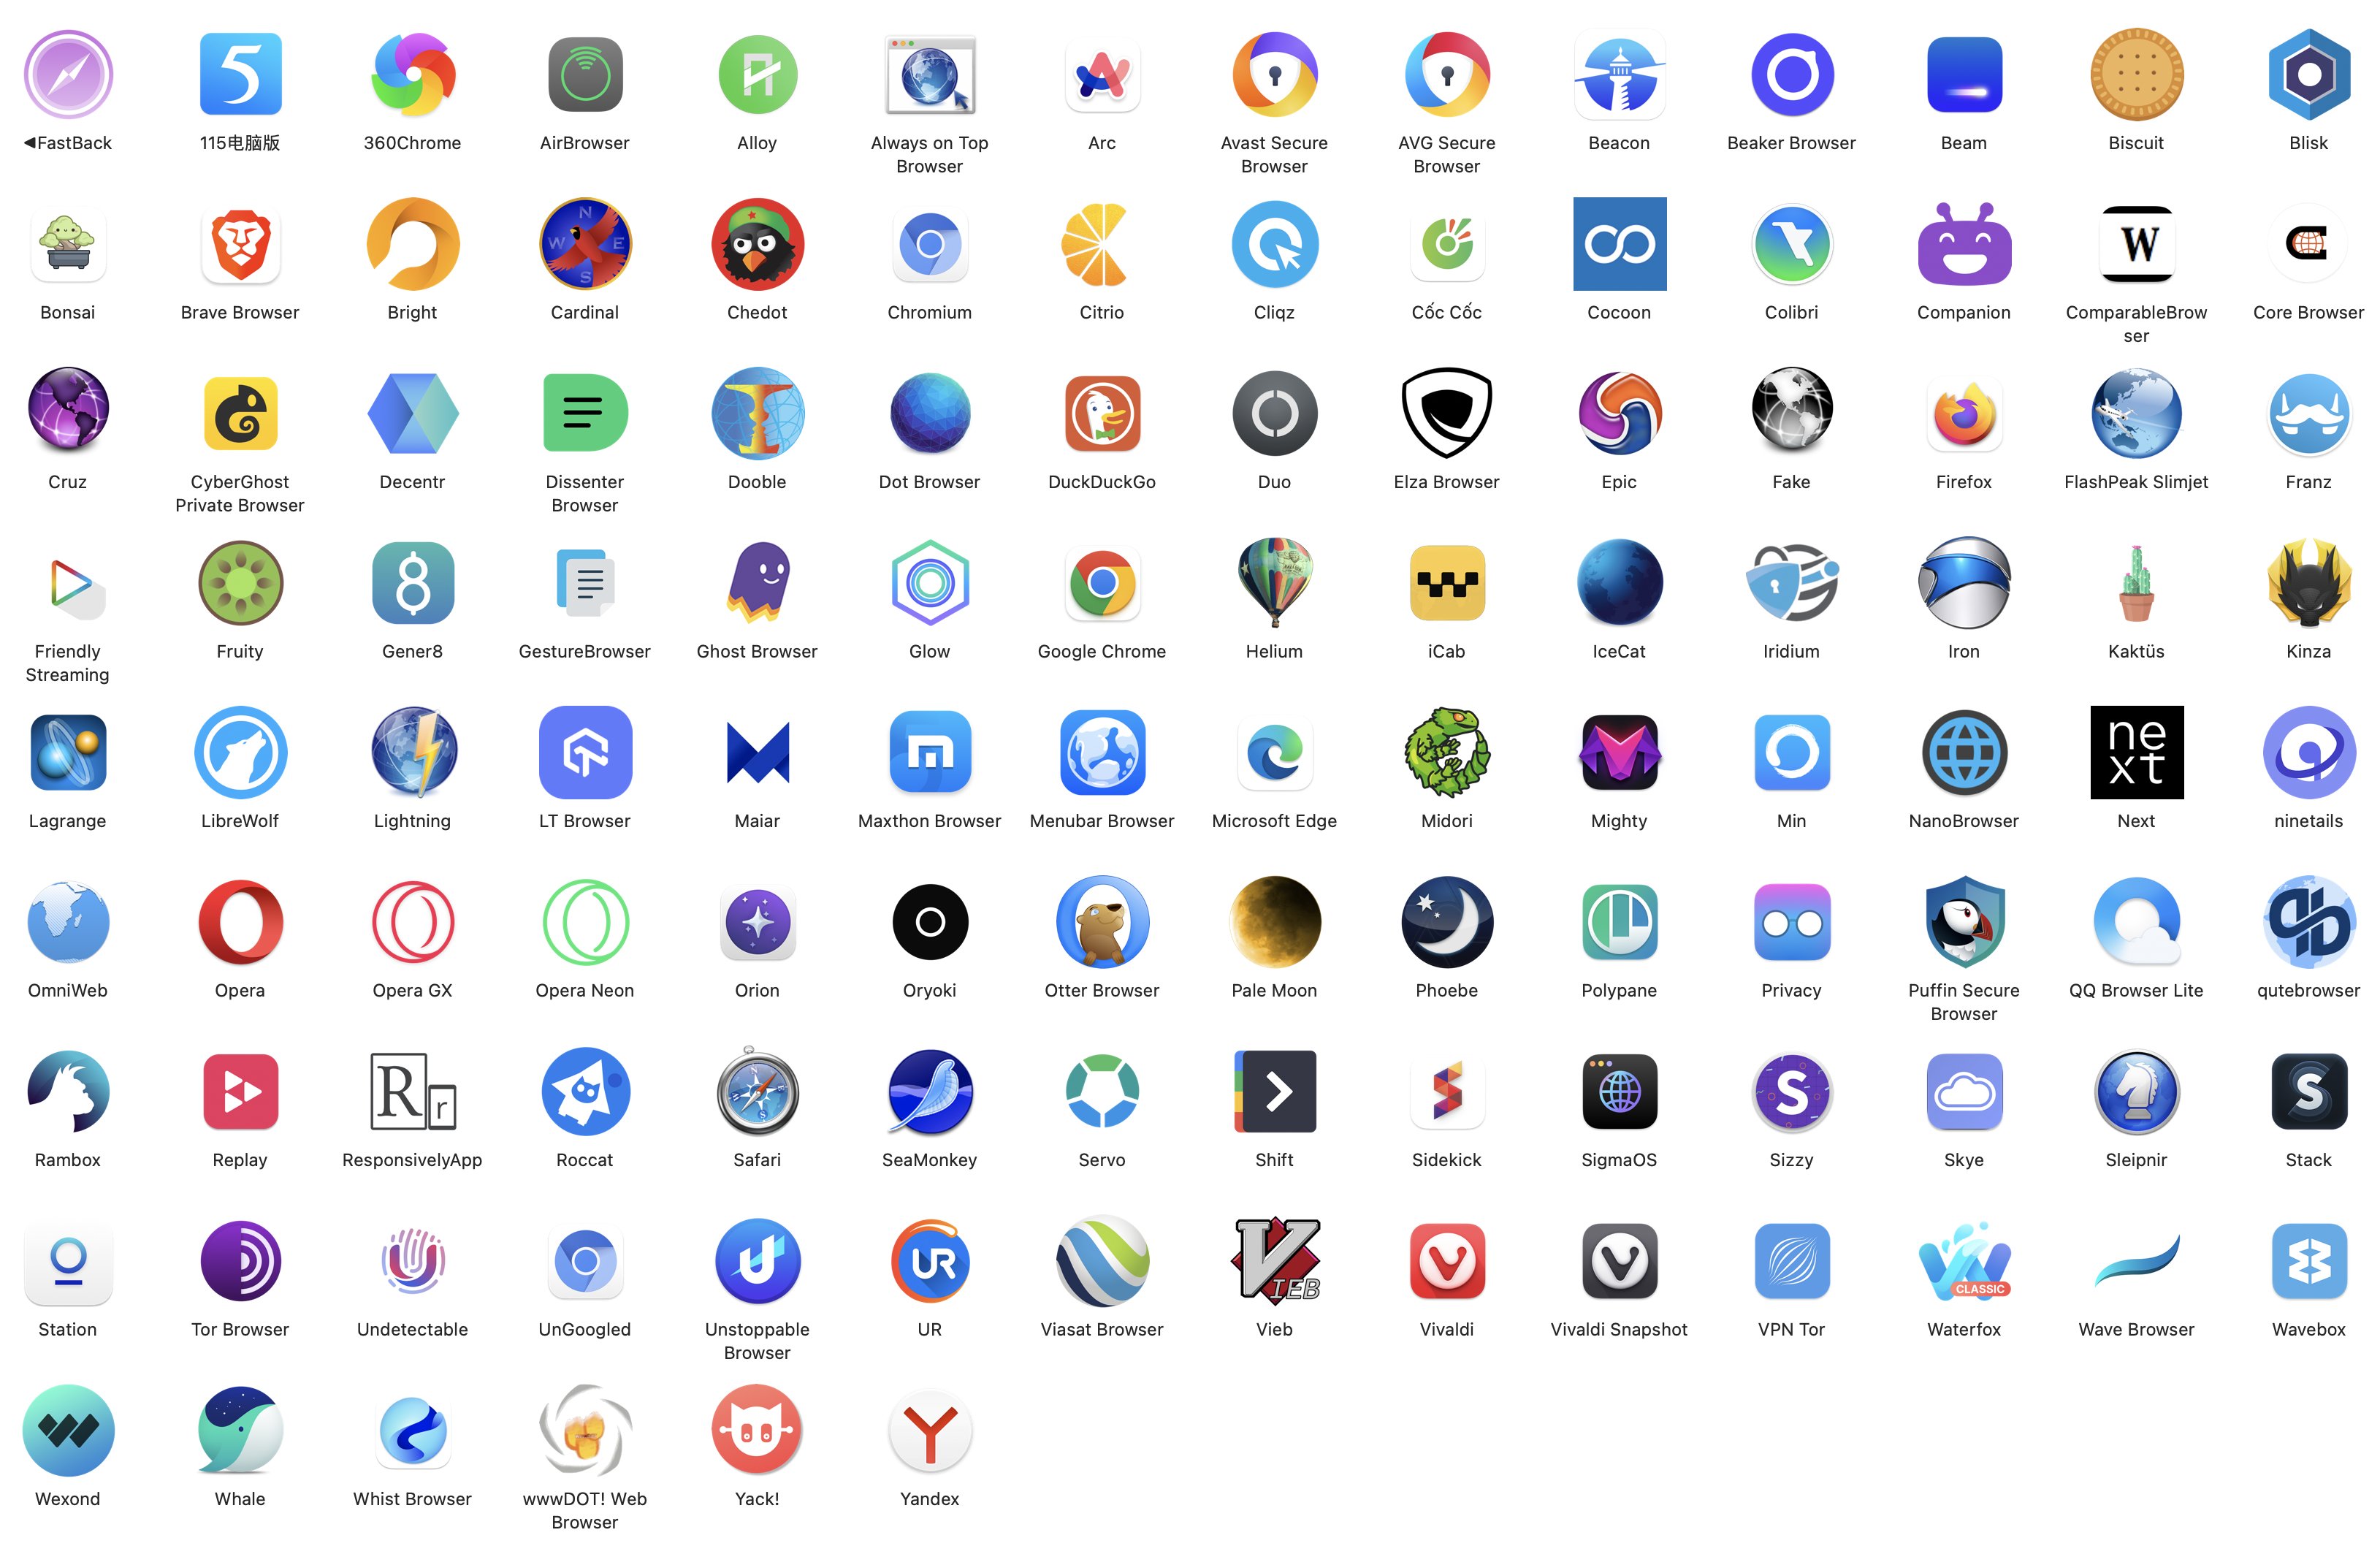 ◀FastBack
115电脑版
360Chrome
AirBrowser
Alloy
Always on Top
Browser
Arc
Avast Secure
Browser
AVG Secure
Browser
Beacon
Beaker Browser
Beam
Biscuit
Blisk
Bonsai
Brave Browser
Bright
N
W E
S
Cardinal
Chedot
Chromium
Citrio
Cliqz
Cốc Cốc
Cocoon
Colibri
Companion
W
ComparableBrow
ser
Core Browser
Cruz
CyberGhost
Private Browser
Decentr
Dissenter
Browser
Dooble
Dot Browser
DuckDuckGo
Duo
Elza Browser
Epic
Fake
Firefox
FlashPeak Slimjet
Franz
Friendly
Streaming
Fruity
8
Gener8
GestureBrowser
Ghost Browser
Glow
Google Chrome
Helium
iCab
IceCat
Iridium
Iron
Kaktüs
Kinza
Lagrange
LibreWolf
Lightning
LT Browser
Maiar
m
Maxthon Browser
Menubar Browser
Microsoft Edge
Midori
Mighty
Min
NanoBrowser
ne
xt
Next
ninetails
OmniWeb
Opera
Opera GX
Opera Neon
Orion
Oryoki
Otter Browser
Pale Moon
Phoebe
Polypane
Privacy
Puffin Secure
Browser
QQ Browser Lite
qb
qutebrowser
Rambox
Replay
R r
ResponsivelyApp
Roccat
Safari
SeaMonkey
Servo
Shift
Sidekick
SigmaOS
S
Sizzy
Skye
Sleipnir
S
Stack
Station
Tor Browser
Undetectable
UnGoogled
Unstoppable
Browser
UR
UR
Viasat Browser
VIEB
Vieb
Vivaldi
Vivaldi Snapshot
VPN Tor
CLASSIC
Waterfox
Wave Browser
Wavebox
Wexond
Whale
Whist Browser
wwwDOT! Web
Browser
Yack!
Y
Yandex